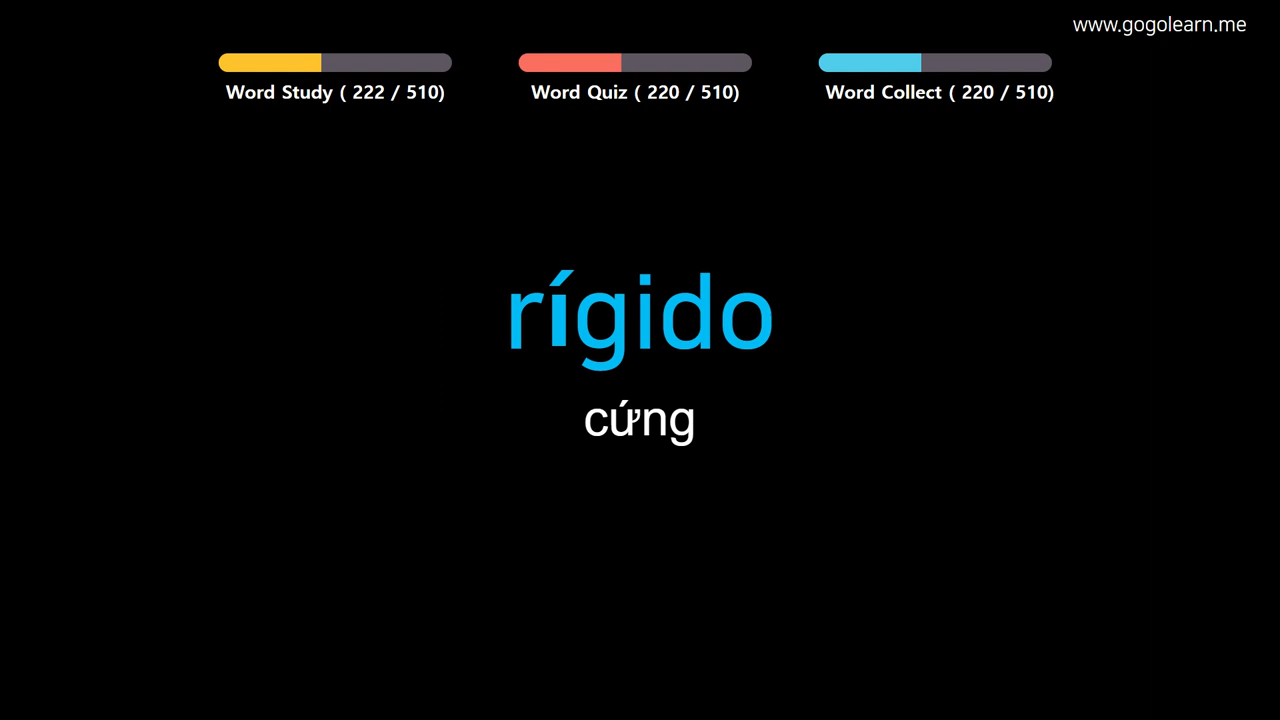 www.gogolearn.me
Word Study ( 222 / 510)
Word Quiz ( 220 / 510)
Word Collect ( 220 / 510)
rígido
cứng